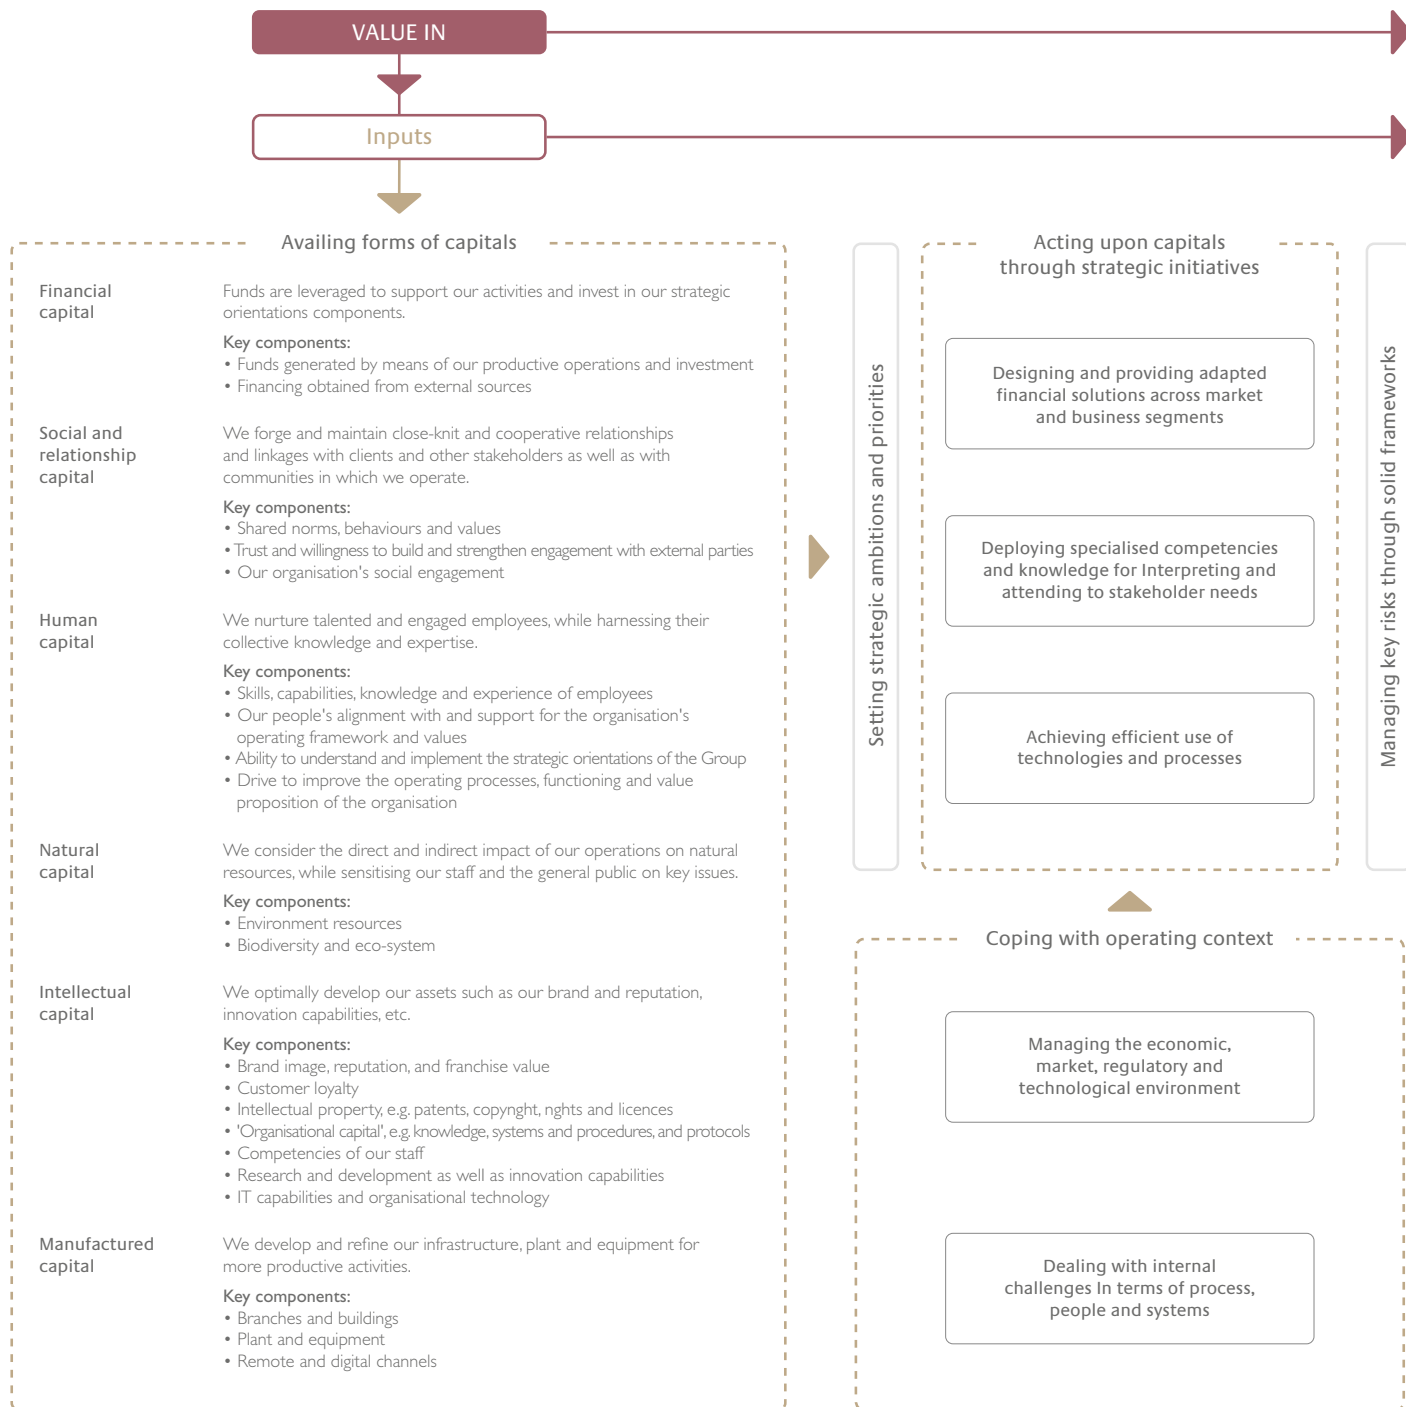 VALUE IN
Inputs
Availing forms of capitals
Financial
capital
Funds are leveraged to support our activities and invest in our strategic
orientations components.
Key components:
• Funds generated by means of our productive operations and investment
• Financing obtained from external sources
Social and
relationship
capital
We forge and maintain close-knit and cooperative relationships
and linkages with clients and other stakeholders as well as with
communities in which we operate.
Key components:
• Shared norms, behaviours and values
• Trust and willingness to build and strengthen engagement with external parties
• Our organisation's social engagement
Human
capital
We nurture talented and engaged employees, while harnessing their
collective knowledge and expertise.
Key components:
• Skills, capabilities, knowledge and experience of employees
• Our people's alignment with and support for the organisation's
operating framework and values
• Ability to understand and implement the strategic orientations of the Group
• Drive to improve the operating processes, functioning and value
proposition of the organisation
Natural
capital
We consider the direct and indirect impact of our operations on natural
resources, while sensitising our staff and the general public on key issues.
Key components:
• Environment resources
• Biodiversity and eco-system
Intellectual
capital
We optimally develop our assets such as our brand and reputation,
innovation capabilities, etc.
Key components:
• Brand image, reputation, and franchise value
• Customer loyalty
• Intellectual property, e.g. patents, copynght, nghts and licences
• 'Organisational capital', e.g. knowledge, systems and procedures, and protocols
• Competencies of our staff
• Research and development as well as innovation capabilities
• IT capabilities and organisational technology
Manufactured
capital
We develop and refine our infrastructure, plant and equipment for
more productive activities.
Key components:
• Branches and buildings
• Plant and equipment
• Remote and digital channels
Setting strategic ambitions and priorities
Acting upon capitals
through strategic initiatives
Designing and providing adapted
financial solutions across market
and business segments
Deploying specialised competencies
and knowledge for Interpreting and
attending to stakeholder needs
Achieving efficient use of
technologies and processes
Managing key risks through solid frameworks
Coping with operating context
Managing the economic,
market, regulatory and
technological environment
Dealing with internal
challenges In terms of process,
people and systems